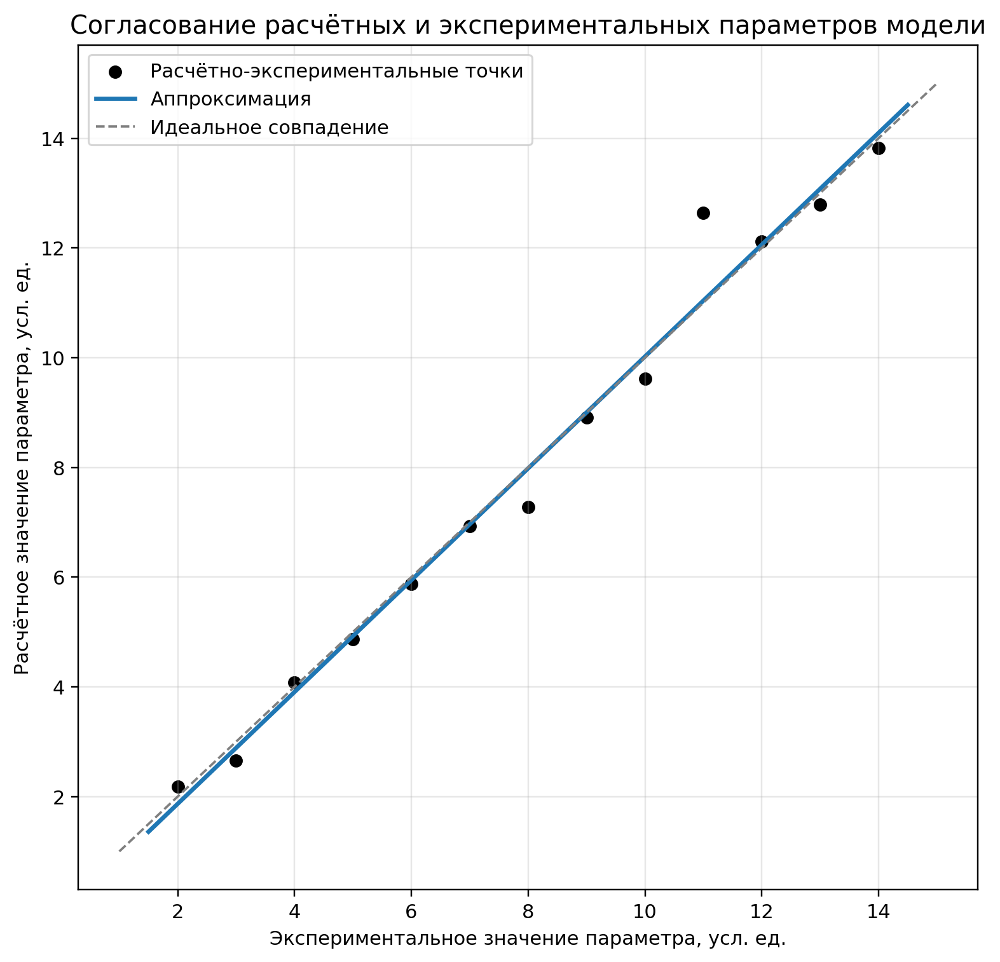 Согласование расчётных и экспериментальных параметров модели
Расчётно-экспериментальные точки
Аппроксимация
Идеальное совпадение
14
12
10
8
6
4
2
Расчётное значение параметра, усл. ед.
2 4 6 8 10 12 14
Экспериментальное значение параметра, усл. ед.